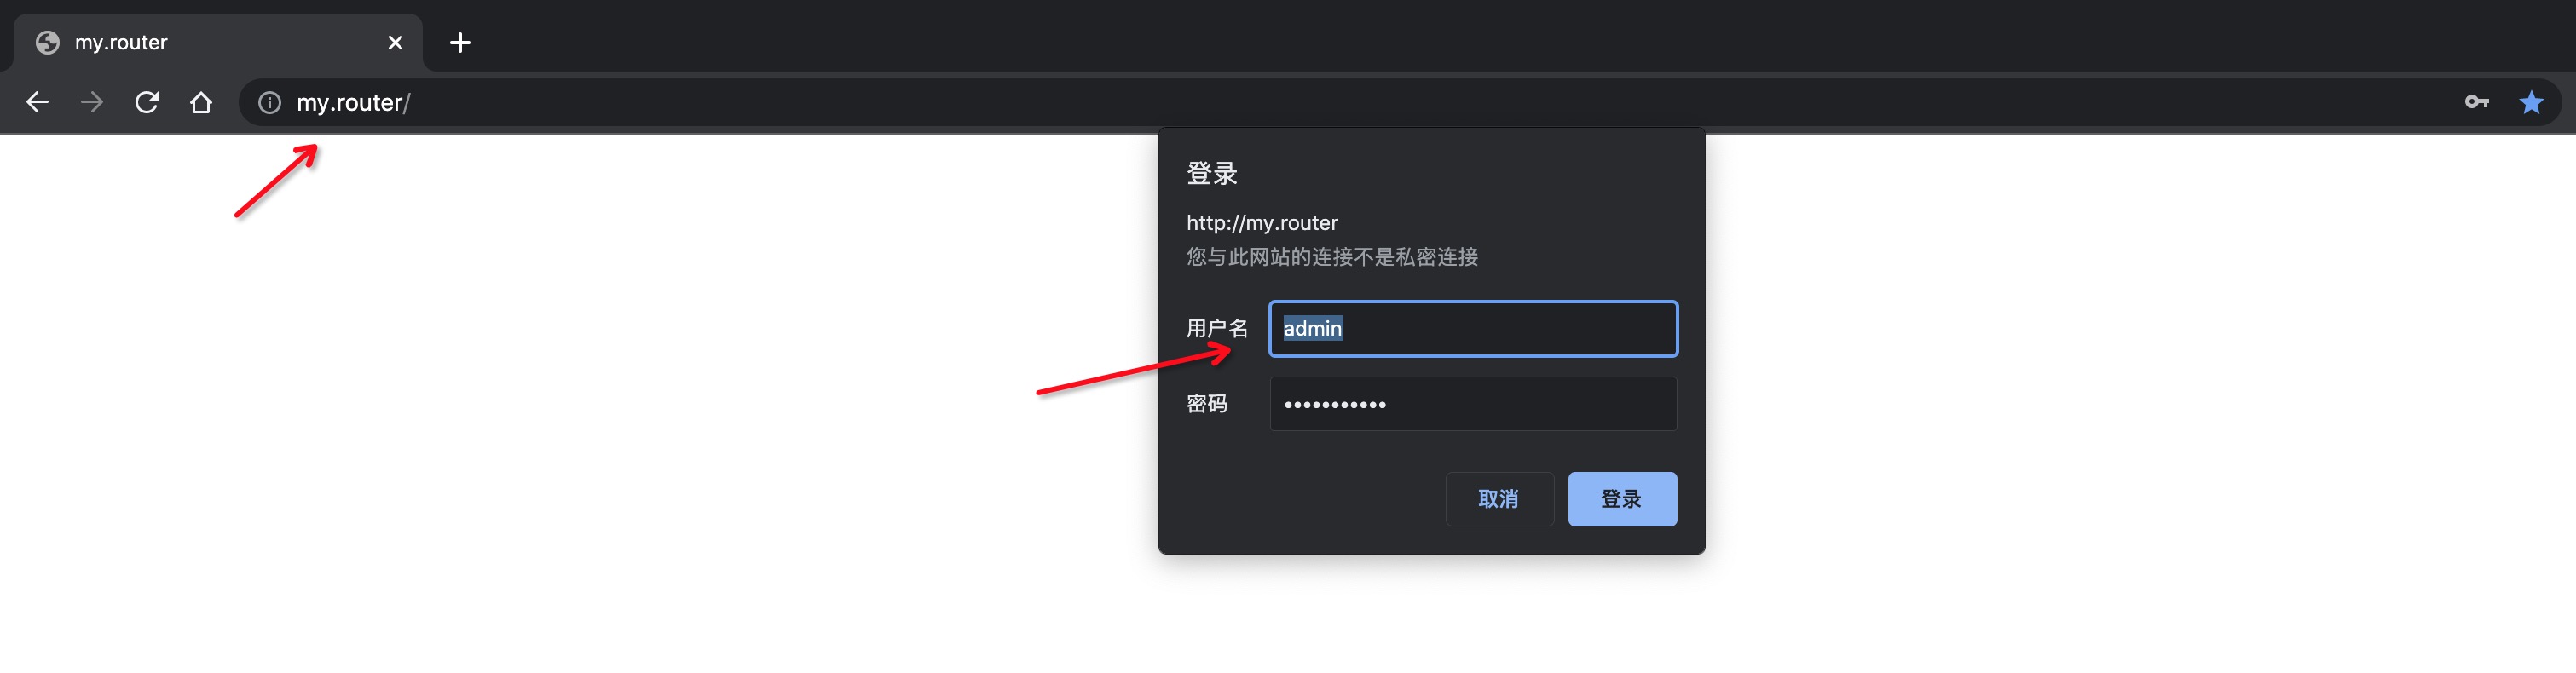 my.router
my.router/
登录
http://my.router
您与此网站的连接不是私密连接
用户名
admin
密码
•••••••••••
取消
登录